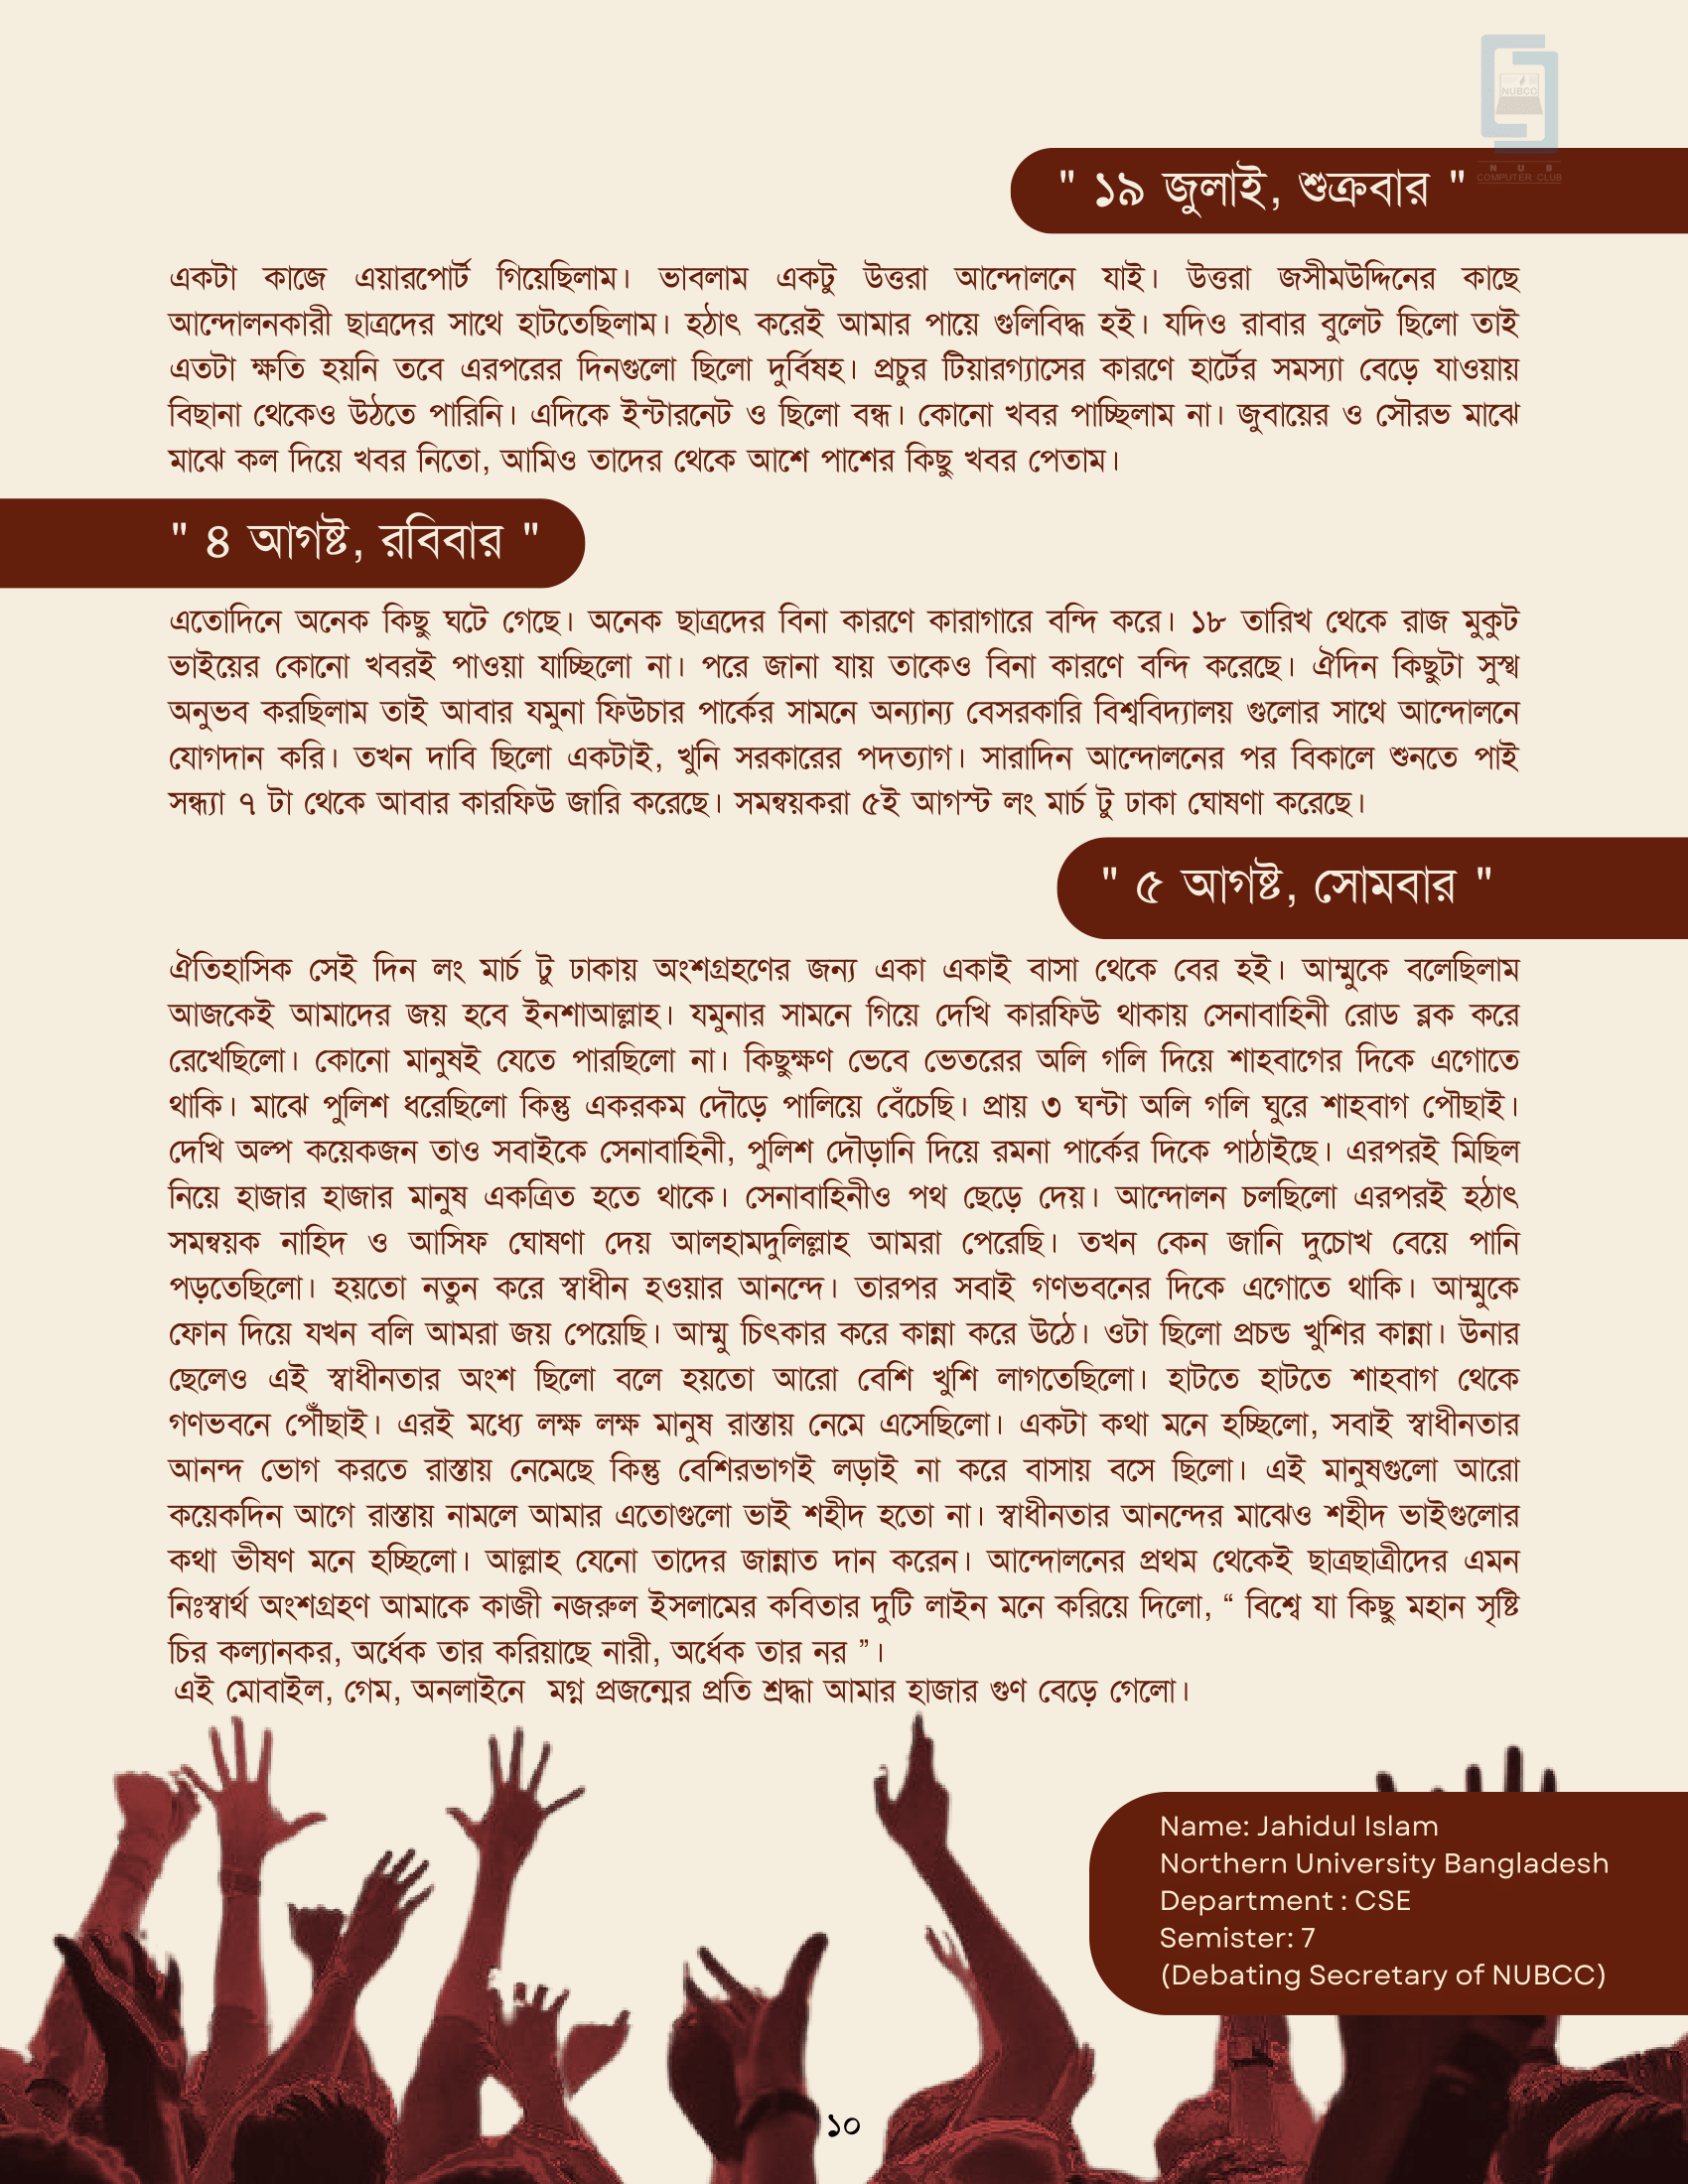 NUBCC
N U B
COMPUTER CLUB
" ১৯ জুলাই, শুক্রবার "
একটা কাজে এয়ারপোর্ট গিয়েছিলাম। ভাবলাম একটু উত্তরা আন্দোলনে যাই। উত্তরা জসীমউদ্দিনের কাছে
আন্দোলনকারী ছাত্রদের সাথে হাটতেছিলাম। হঠাৎ করেই আমার পায়ে গুলিবিদ্ধ হই। যদিও রাবার বুলেট ছিলো তাই
এতটা ক্ষতি হয়নি তবে এরপরের দিনগুলো ছিলো দুর্বিষহ। প্রচুর টিয়ারগ্যাসের কারণে হার্টের সমস্যা বেড়ে যাওয়ায়
বিছানা থেকেও উঠতে পারিনি। এদিকে ইন্টারনেট ও ছিলো বন্ধ। কোনো খবর পাচ্ছিলাম না। জুবায়ের ও সৌরভ মাঝে
মাঝে কল দিয়ে খবর নিতো, আমিও তাদের থেকে আশে পাশের কিছু খবর পেতাম।
" ৪ আগষ্ট, রবিবার "
এতোদিনে অনেক কিছু ঘটে গেছে। অনেক ছাত্রদের বিনা কারণে কারাগারে বন্দি করে। ১৮ তারিখ থেকে রাজ মুকুট
ভাইয়ের কোনো খবরই পাওয়া যাচ্ছিলো না। পরে জানা যায় তাকেও বিনা কারণে বন্দি করেছে। ঐদিন কিছুটা সুস্থ
অনুভব করছিলাম তাই আবার যমুনা ফিউচার পার্কের সামনে অন্যান্য বেসরকারি বিশ্ববিদ্যালয় গুলোর সাথে আন্দোলনে
যোগদান করি। তখন দাবি ছিলো একটাই, খুনি সরকারের পদত্যাগ। সারাদিন আন্দোলনের পর বিকালে শুনতে পাই
সন্ধ্যা ৭ টা থেকে আবার কারফিউ জারি করেছে। সমন্বয়করা ৫ই আগস্ট লং মার্চ টু ঢাকা ঘোষণা করেছে।
" ৫ আগষ্ট, সোমবার "
ঐতিহাসিক সেই দিন লং মার্চ টু ঢাকায় অংশগ্রহণের জন্য একা একাই বাসা থেকে বের হই। আম্মুকে বলেছিলাম
আজকেই আমাদের জয় হবে ইনশাআল্লাহ। যমুনার সামনে গিয়ে দেখি কারফিউ থাকায় সেনাবাহিনী রোড ব্লক করে
রেখেছিলো। কোনো মানুষই যেতে পারছিলো না। কিছুক্ষণ ভেবে ভেতরের অলি গলি দিয়ে শাহবাগের দিকে এগোতে
থাকি। মাঝে পুলিশ ধরেছিলো কিন্তু একরকম দৌড়ে পালিয়ে বেঁচেছি। প্রায় ৩ ঘন্টা অলি গলি ঘুরে শাহবাগ পৌছাই।
দেখি অল্প কয়েকজন তাও সবাইকে সেনাবাহিনী, পুলিশ দৌড়ানি দিয়ে রমনা পার্কের দিকে পাঠাইছে। এরপরই মিছিল
নিয়ে হাজার হাজার মানুষ একত্রিত হতে থাকে। সেনাবাহিনীও পথ ছেড়ে দেয়। আন্দোলন চলছিলো এরপরই হঠাৎ
সমন্বয়ক নাহিদ ও আসিফ ঘোষণা দেয় আলহামদুলিল্লাহ আমরা পেরেছি। তখন কেন জানি দুচোখ বেয়ে পানি
পড়তেছিলো। হয়তো নতুন করে স্বাধীন হওয়ার আনন্দে। তারপর সবাই গণভবনের দিকে এগোতে থাকি। আম্মুকে
ফোন দিয়ে যখন বলি আমরা জয় পেয়েছি। আম্মু চিৎকার করে কান্না করে উঠে। ওটা ছিলো প্রচন্ড খুশির কান্না। উনার
ছেলেও এই স্বাধীনতার অংশ ছিলো বলে হয়তো আরো বেশি খুশি লাগতেছিলো। হাটতে হাটতে শাহবাগ থেকে
গণভবনে পৌঁছাই। এরই মধ্যে লক্ষ লক্ষ মানুষ রাস্তায় নেমে এসেছিলো। একটা কথা মনে হচ্ছিলো, সবাই স্বাধীনতার
আনন্দ ভোগ করতে রাস্তায় নেমেছে কিন্তু বেশিরভাগই লড়াই না করে বাসায় বসে ছিলো। এই মানুষগুলো আরো
কয়েকদিন আগে রাস্তায় নামলে আমার এতোগুলো ভাই শহীদ হতো না। স্বাধীনতার আনন্দের মাঝেও শহীদ ভাইগুলোর
কথা ভীষণ মনে হচ্ছিলো। আল্লাহ যেনো তাদের জান্নাত দান করেন। আন্দোলনের প্রথম থেকেই ছাত্রছাত্রীদের এমন
নিঃস্বার্থ অংশগ্রহণ আমাকে কাজী নজরুল ইসলামের কবিতার দুটি লাইন মনে করিয়ে দিলো, “ বিশ্বে যা কিছু মহান সৃষ্টি
চির কল্যানকর, অর্ধেক তার করিয়াছে নারী, অর্ধেক তার নর ”।
এই মোবাইল, গেম, অনলাইনে মগ্ন প্রজন্মের প্রতি শ্রদ্ধা আমার হাজার গুণ বেড়ে গেলো।
Name: Jahidul Islam
Northern University Bangladesh
Department : CSE
Semister: 7
(Debating Secretary of NUBCC)
১০